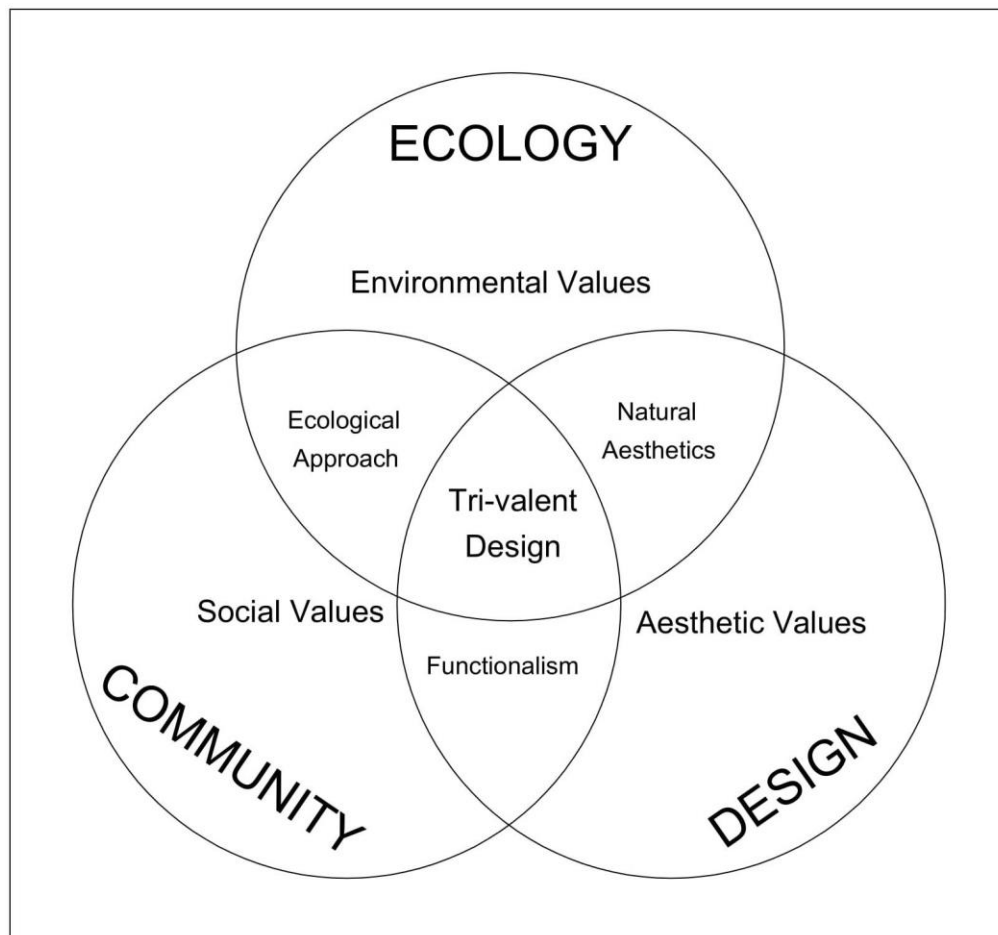 ECOLOGY
Environmental Values
Ecological
Approach
Natural
Aesthetics
Tri-valent
Design
Social Values
Aesthetic Values
Functionalism
COMMUNITY
DESIGN